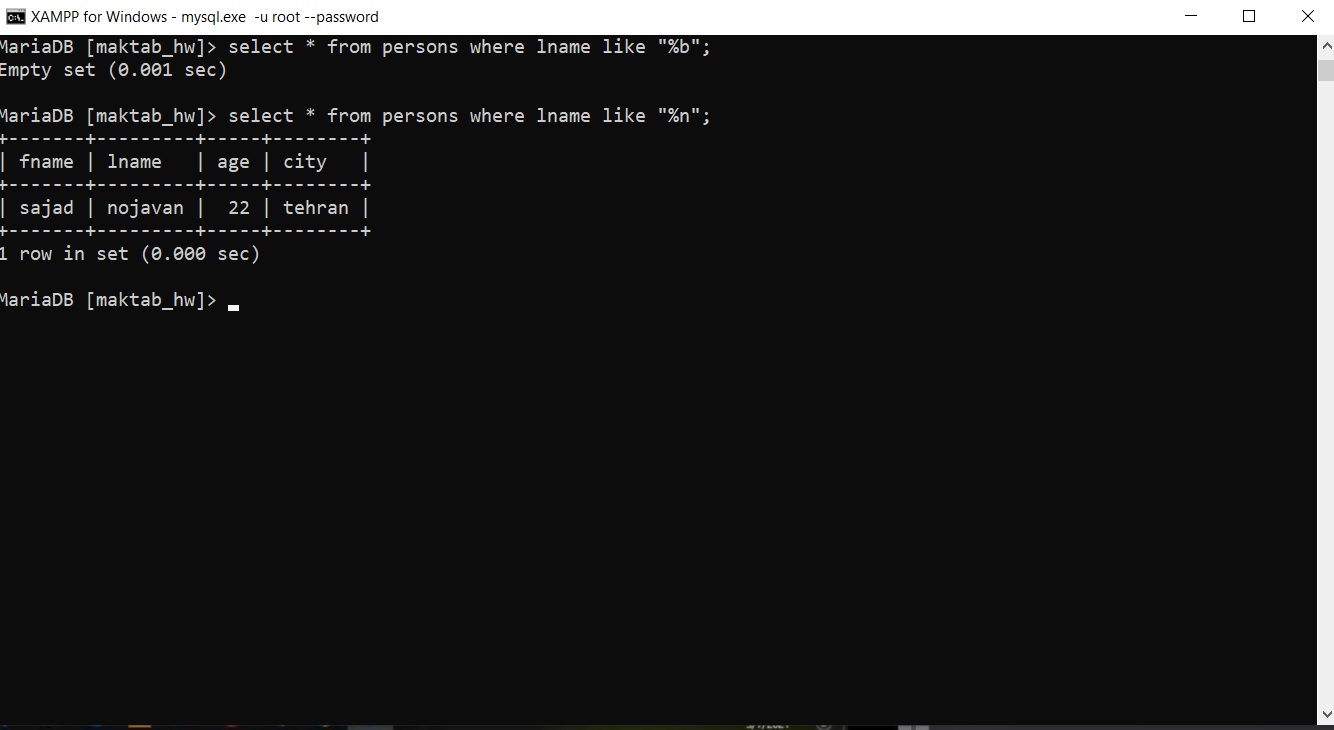 XAMPP for Windows - mysql.exe  -u root --password
MariaDB [maktab_hw]> select * from persons where lname like "%b";
Empty set (0.001 sec)
MariaDB [maktab_hw]> select * from persons where lname like "%n";
+-------+---------+-----+--------+
| fname | lname   | age | city   |
+-------+---------+-----+--------+
| sajad | nojavan |  22 | tehran |
+-------+---------+-----+--------+
1 row in set (0.000 sec)
MariaDB [maktab_hw]>